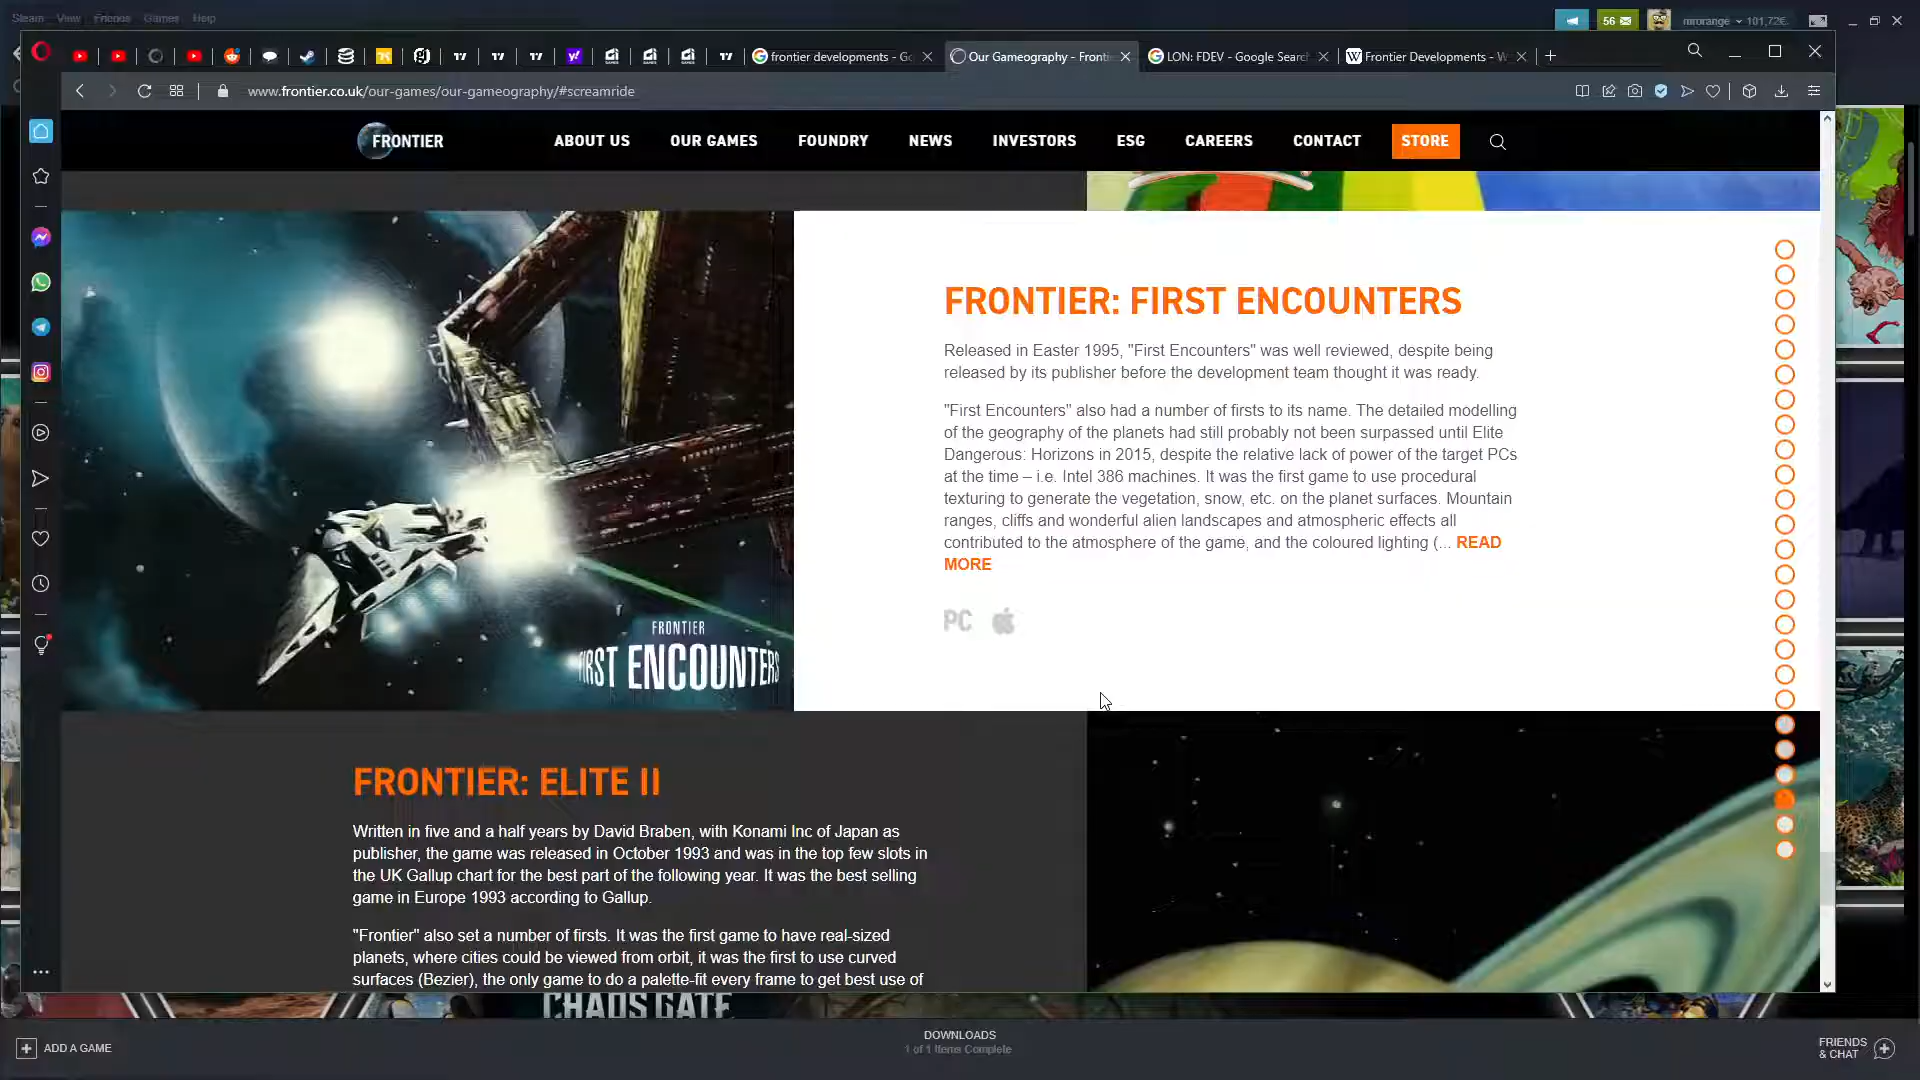 Steam View Friends Games Help
56
mrorange 101,72€
frontier developments - Go
Our Gameography - Fronti
LON: FDEV - Google Search
Frontier Developments - W
www.frontier.co.uk/our-games/our-gameography/#screamride
FRONTIER
ABOUT US
OUR GAMES
FOUNDRY
NEWS
INVESTORS
ESG
CAREERS
CONTACT
STORE
FRONTIER: FIRST ENCOUNTERS
Released in Easter 1995, "First Encounters" was well reviewed, despite being
released by its publisher before the development team thought it was ready.
"First Encounters" also had a number of firsts to its name. The detailed modelling
of the geography of the planets had still probably not been surpassed until Elite
Dangerous: Horizons in 2015, despite the relative lack of power of the target PCs
at the time – i.e. Intel 386 machines. It was the first game to use procedural
texturing to generate the vegetation, snow, etc. on the planet surfaces. Mountain
ranges, cliffs and wonderful alien landscapes and atmospheric effects all
contributed to the atmosphere of the game, and the coloured lighting (... READ
MORE
PC
FRONTIER
FIRST ENCOUNTERS
FRONTIER: ELITE II
Written in five and a half years by David Braben, with Konami Inc of Japan as
publisher, the game was released in October 1993 and was in the top few slots in
the UK Gallup chart for the best part of the following year. It was the best selling
game in Europe 1993 according to Gallup.
"Frontier" also set a number of firsts. It was the first game to have real-sized
planets, where cities could be viewed from orbit, it was the first to use curved
surfaces (Bezier), the only game to do a palette-fit every frame to get best use of
CHAOS GATE
ADD A GAME
DOWNLOADS
1 of 1 Items Complete
FRIENDS
& CHAT